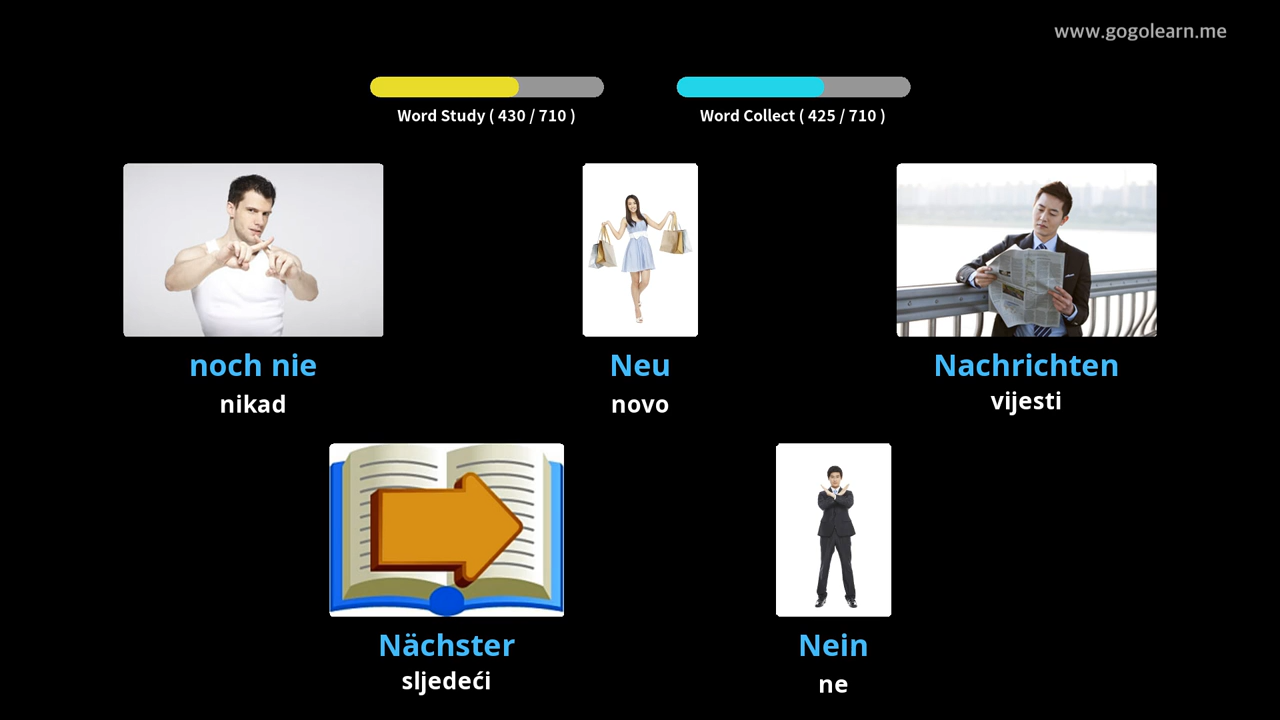 www.gogolearn.me
Word Study ( 430 / 710 )
Word Collect ( 425 / 710 )
noch nie
nikad
Neu
novo
Nachrichten
vijesti
Nächster
sljedeći
Nein
ne